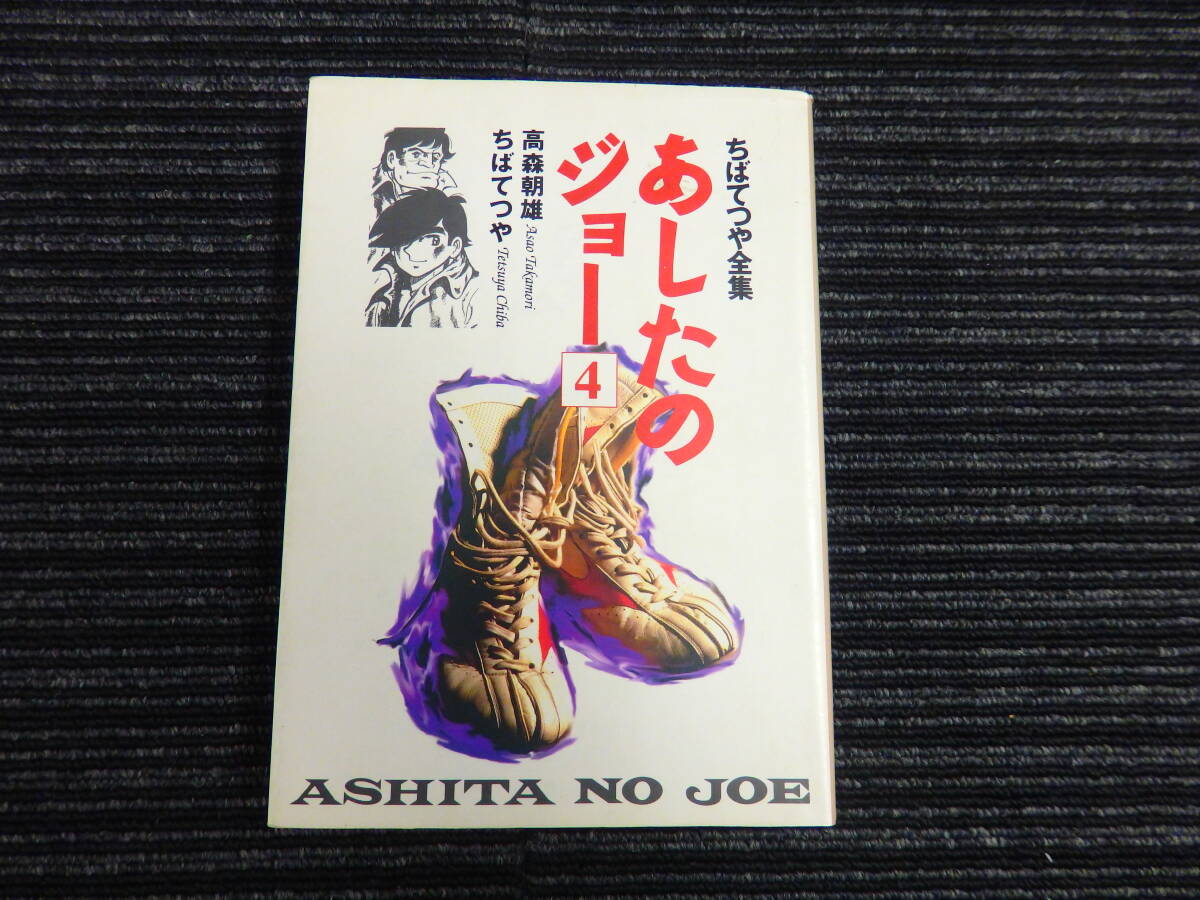 ちばてつや全集
あしたの
ジョー
4
高森朝雄 Asao Takamori
ちばてつや Tetsuya Chiba
ASHITA NO JOE